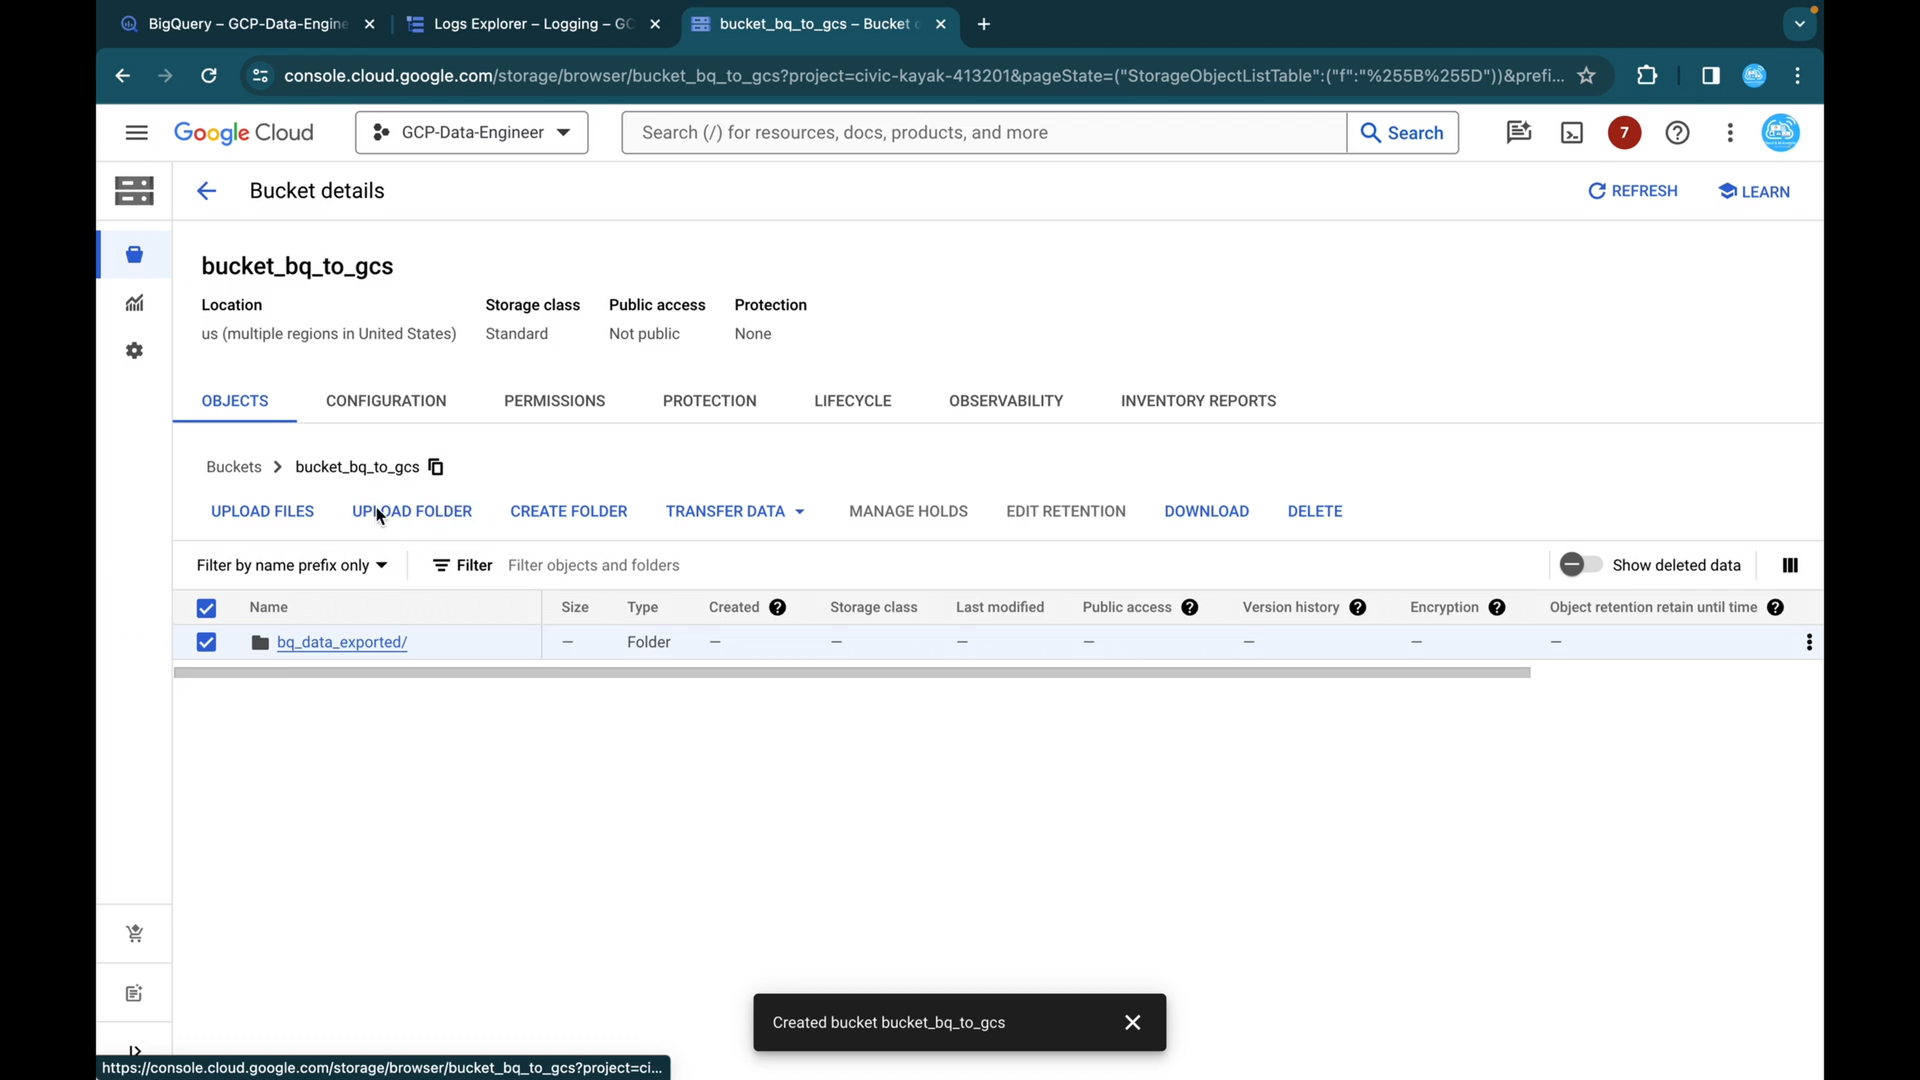 BigQuery – GCP-Data-Engine
Logs Explorer – Logging – GC
bucket_bq_to_gcs – Bucket
console.cloud.google.com/storage/browser/bucket_bq_to_gcs?project=civic-kayak-413201&pageState=("StorageObjectListTable":("f":"%255B%255D"))&prefi...
Google Cloud
GCP-Data-Engineer
Search (/) for resources, docs, products, and more
Search
7
Bucket details
REFRESH
LEARN
bucket_bq_to_gcs
Location Storage class Public access Protection
us (multiple regions in United States) Standard Not public None
OBJECTS CONFIGURATION PERMISSIONS PROTECTION LIFECYCLE OBSERVABILITY INVENTORY REPORTS
Buckets > bucket_bq_to_gcs
UPLOAD FILES UPLOAD FOLDER CREATE FOLDER TRANSFER DATA MANAGE HOLDS EDIT RETENTION DOWNLOAD DELETE
Filter by name prefix only Filter Filter objects and folders Show deleted data
Name Size Type Created Storage class Last modified Public access Version history Encryption Object retention retain until time
bq_data_exported/ — Folder — — — — — — —
Created bucket bucket_bq_to_gcs
https://console.cloud.google.com/storage/browser/bucket_bq_to_gcs?project=ci...